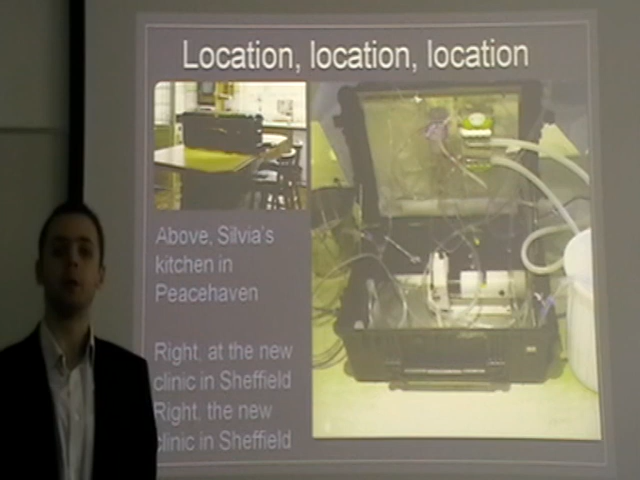 Location, location, location
Above, Silvia's
kitchen in
Peacehaven
Right, at the new
clinic in Sheffield
Right, the new
clinic in Sheffield